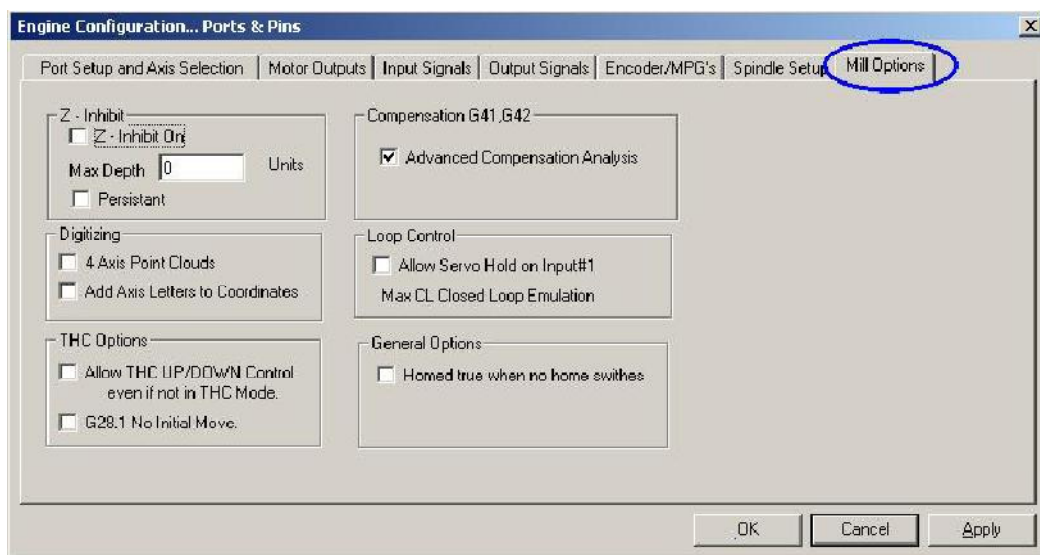 Engine Configuration... Ports & Pins
Port Setup and Axis Selection
Motor Outputs
Input Signals
Output Signals
Encoder/MPG's
Spindle Setup
Mill Options
Z - Inhibit
Z - Inhibit On
Max Depth 0 Units
Persistant
Digitizing
4 Axis Point Clouds
Add Axis Letters to Coordinates
THC Options
Allow THC UP/DOWN Control
even if not in THC Mode.
G28.1 No Initial Move.
Compensation G41,G42
Advanced Compensation Analysis
Loop Control
Allow Servo Hold on Input#1
Max CL Closed Loop Emulation
General Options
Homed true when no home swithes
OK
Cancel
Apply